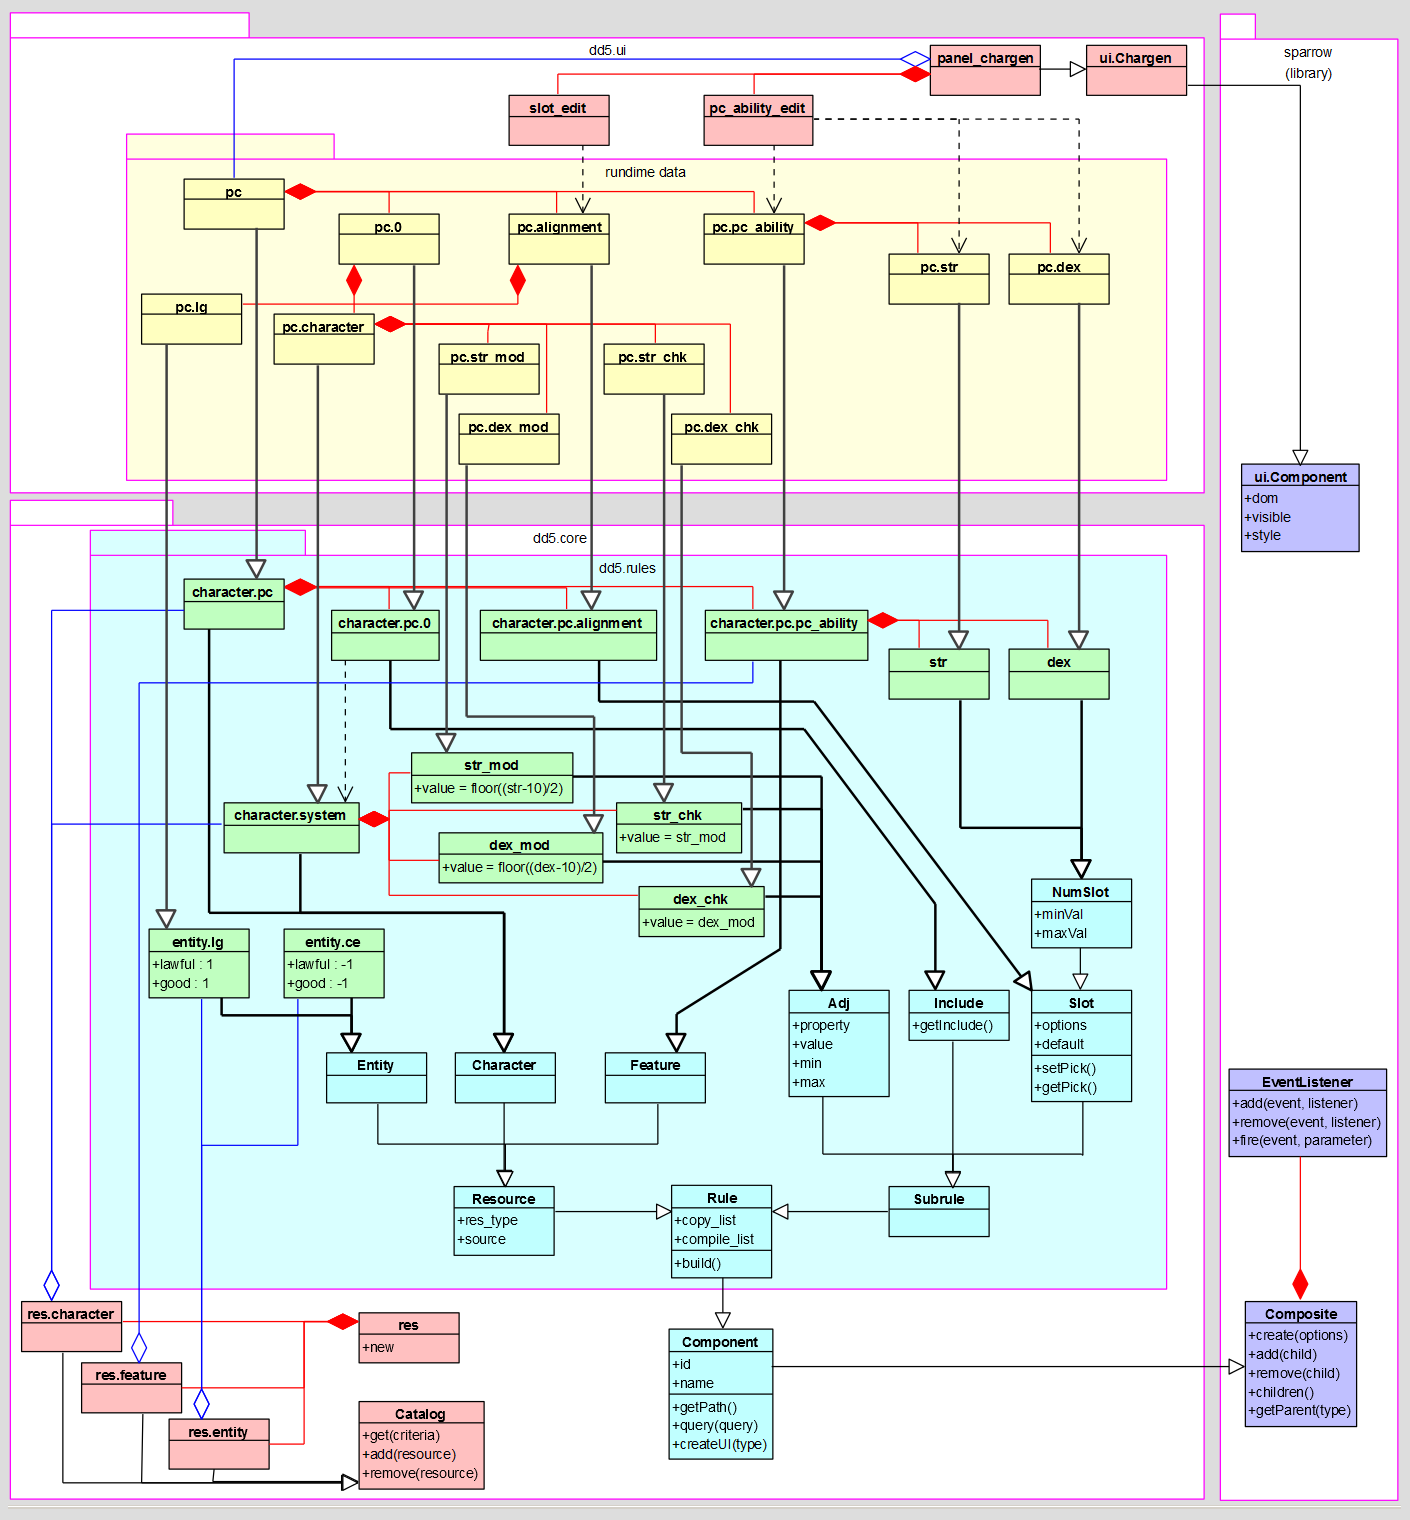 dd5.ui
sparrow
(library)
panel_chargen
ui.Chargen
slot_edit
pc_ability_edit
rundime data
pc
pc.0
pc.alignment
pc.pc_ability
pc.str
pc.dex
pc.lg
pc.character
pc.str_mod
pc.str_chk
pc.dex_mod
pc.dex_chk
ui.Component
+dom
+visible
+style
dd5.core
dd5.rules
character.pc
character.pc.0
character.pc.alignment
character.pc.pc_ability
str
dex
str_mod
+value = floor((str-10)/2)
character.system
str_chk
+value = str_mod
dex_mod
+value = floor((dex-10)/2)
dex_chk
+value = dex_mod
NumSlot
+minVal
+maxVal
entity.lg
+lawful : 1
+good : 1
entity.ce
+lawful : -1
+good : -1
Adj
+property
+value
+min
+max
Include
+getInclude()
Slot
+options
+default
+setPick()
+getPick()
Entity
Character
Feature
EventListener
+add(event, listener)
+remove(event, listener)
+fire(event, parameter)
Resource
+res_type
+source
Rule
+copy_list
+compile_list
+build()
Subrule
res.character
res
+new
res.feature
res.entity
Catalog
+get(criteria)
+add(resource)
+remove(resource)
Component
+id
+name
+getPath()
+query(query)
+createUI(type)
Composite
+create(options)
+add(child)
+remove(child)
+children()
+getParent(type)